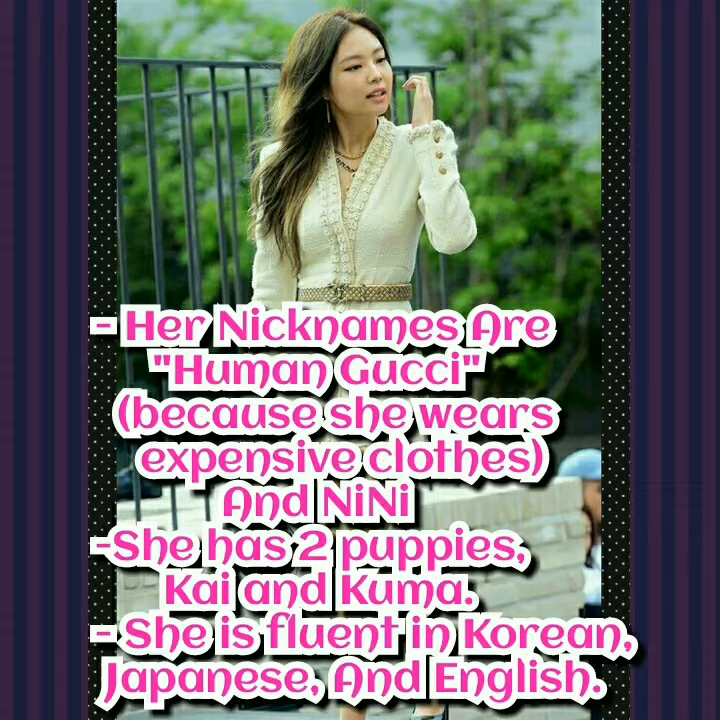 - Her Nicknames Are
"Human Gucci"
(because she wears
expensive clothes)
And NiNi
-She has 2 puppies,
Kai and Kuma.
- She is fluent in Korean,
Japanese, And English.